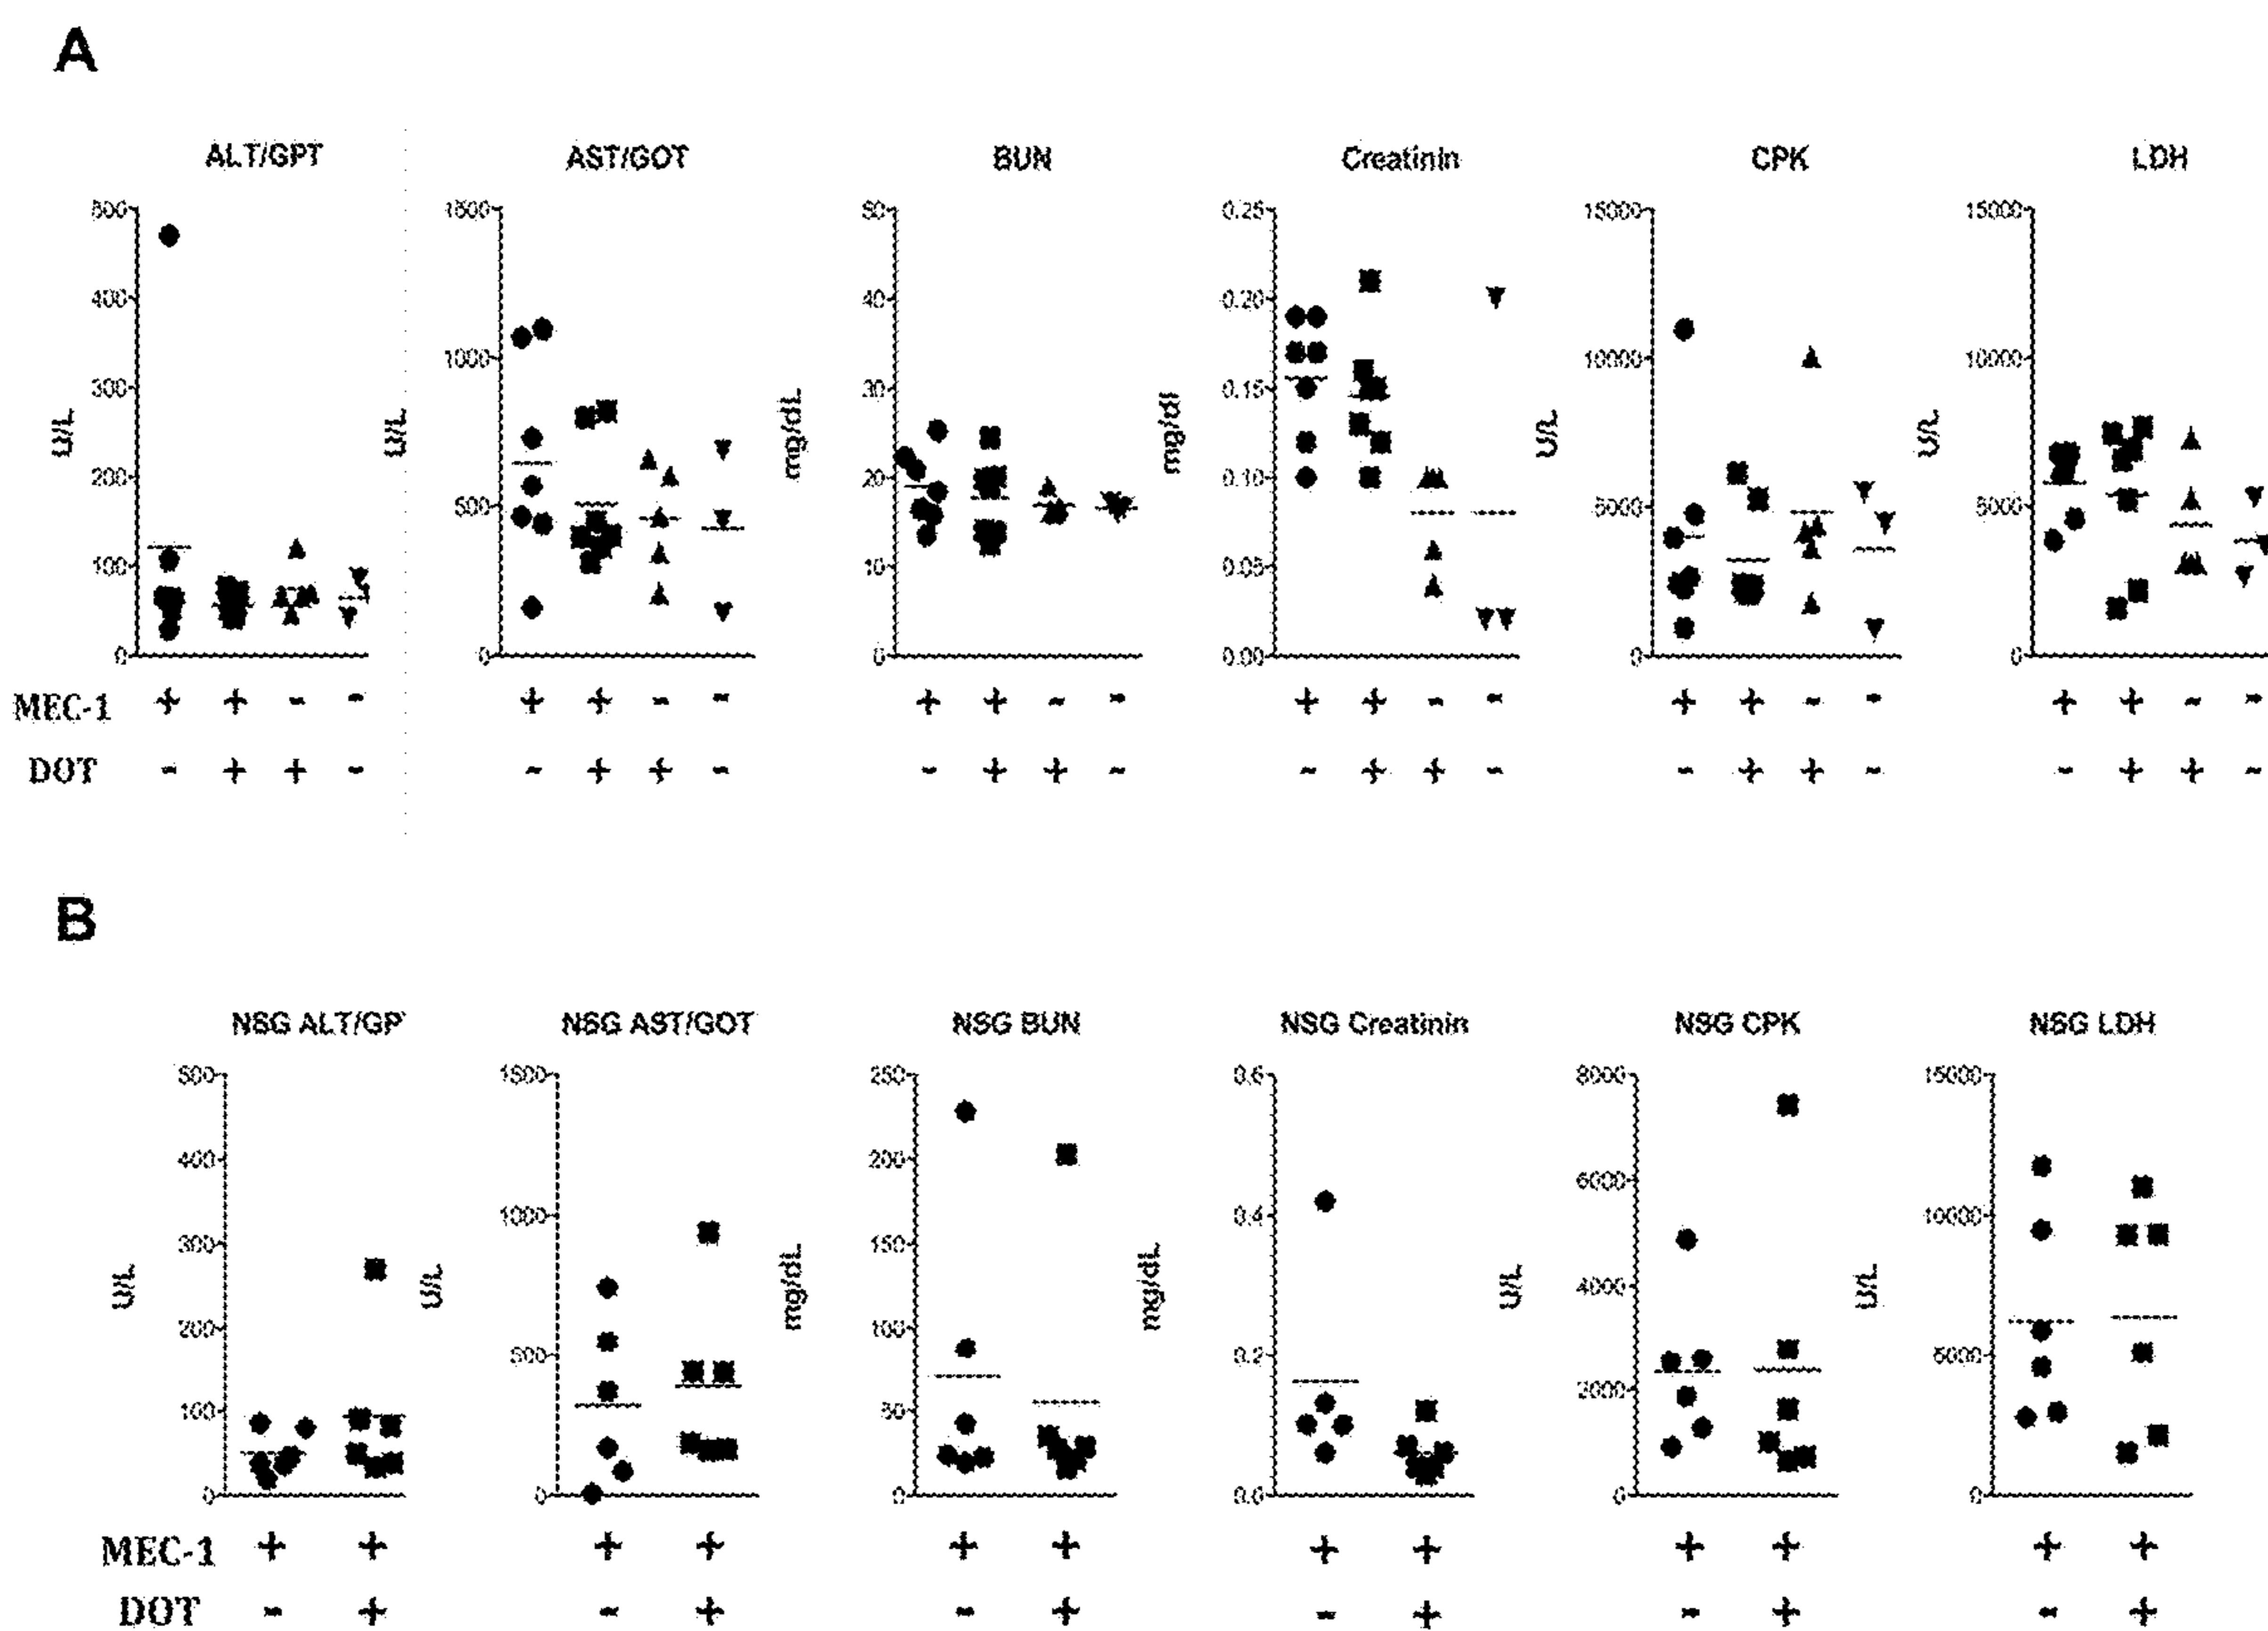 A
ALT/GPT AST/GOT BUN Creatinin CPK LDH
500 1500 50 0.25 15000 15000
400 40 0.20
1000 10000 10000
300 30 0.15
U/L U/L mg/dL mg/dl U/L U/L
200 20 0.10
500 5000 5000
100 10 0.05
0 0 0 0.00 0 0
MEC-1 + + - - + + - - + + - - + + - - + + - - + + - -
DOT - + + - - + + - - + + - - + + - - + + - - + + -
B
NSG ALT/GP NSG AST/GOT NSG BUN NSG Creatinin NSG CPK NSG LDH
500 1500 250 0.6 8000 15000
400 200 6000
1000 0.4 10000
300 150
U/L U/L mg/dL mg/dL U/L U/L
4000
200 100
500 0.2 5000
2000
100 50
0 0 0 0.0 0 0
MEC-1 + + + + + + + + + + + +
DOT - + - + - + - + - + - +